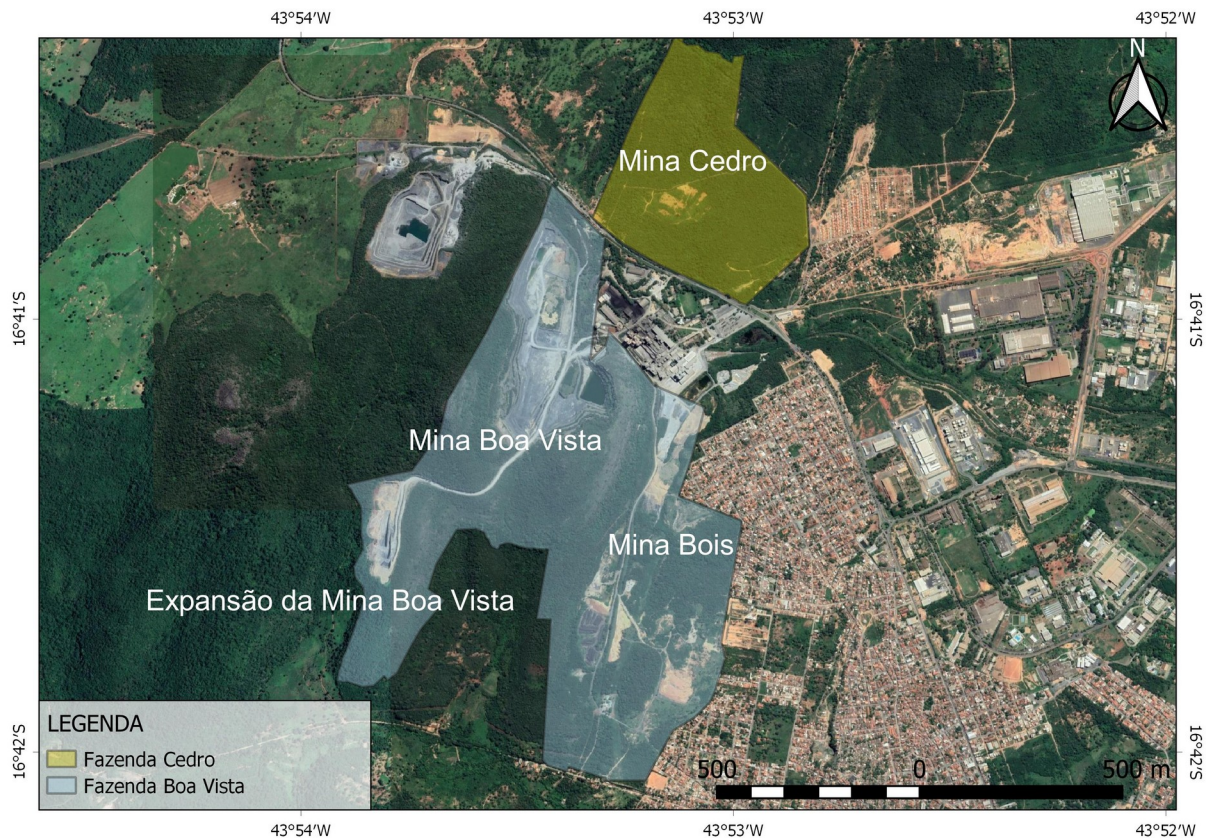 43°54'W 43°53'W 43°52'W
N
Mina Cedro
16°41'S 16°41'S
Mina Boa Vista
Mina Bois
Expansão da Mina Boa Vista
LEGENDA
Fazenda Cedro
Fazenda Boa Vista
16°42'S 16°42'S
500 0 500 m
43°54'W 43°53'W 43°52'W